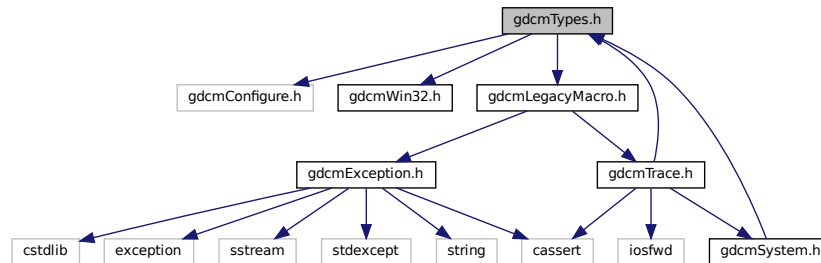 gdcmTypes.h
gdcmConfigure.h
gdcmWin32.h
gdcmLegacyMacro.h
gdcmException.h
gdcmTrace.h
cstdlib
exception
sstream
stdexcept
string
cassert
iosfwd
gdcmSystem.h